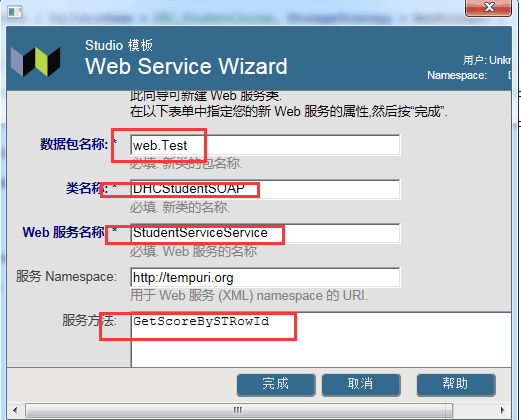 Studio 模板
Web Service Wizard
用户: Unkn
Namespace: D
此向导可新建 Web 服务类.
在以下表单中指定您的新 Web 服务的属性,然后按“完成”.
数据包名称: * web.Test
必填. 新类的包名称.
类名称: * DHCStudentSOAP
必填. 新类的名称.
Web 服务名称: * StudentServiceService
必填. Web 服务的名称
服务 Namespace: http://tempuri.org
用于 Web 服务 (XML) namespace 的 URI.
服务方法: GetScoreBySTRowId
完成 取消 帮助